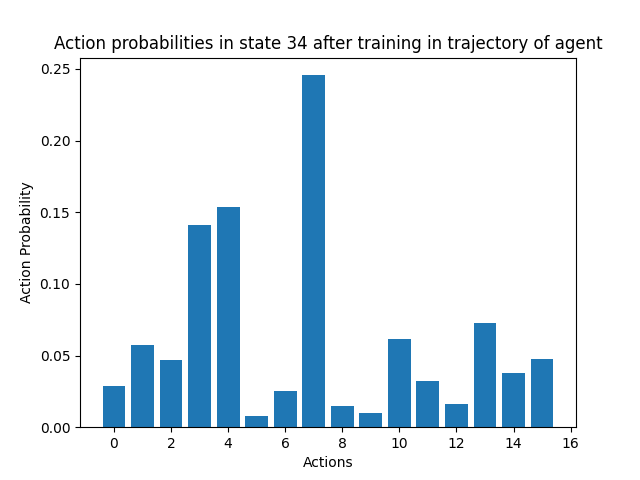 Action probabilities in state 34 after training in trajectory of agent
0.25
0.20
0.15
0.10
0.05
0.00
Action Probability
0 2 4 6 8 10 12 14 16
Actions